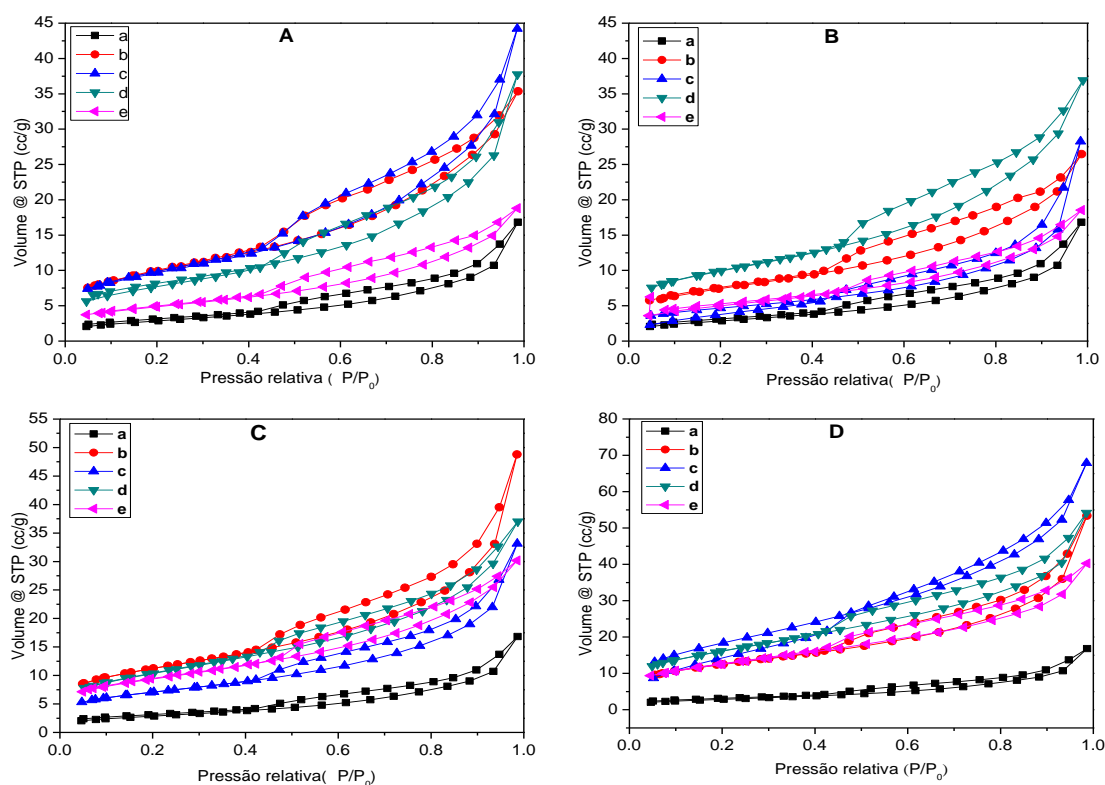 A
a
b
c
d
e
45
40
35
30
25
20
15
10
5
0
Volume @ STP (cc/g)
0.0 0.2 0.4 0.6 0.8 1.0
Pressão relativa ( P/P0)
B
a
b
c
d
e
45
40
35
30
25
20
15
10
5
0
Volume @ STP (cc/g)
0.0 0.2 0.4 0.6 0.8 1.0
Pressão relativa( P/P0)
C
a
b
c
d
e
55
50
45
40
35
30
25
20
15
10
5
0
Volume @ STP (cc/g)
0.0 0.2 0.4 0.6 0.8 1.0
Pressão relativa( P/P0)
D
a
b
c
d
e
80
70
60
50
40
30
20
10
0
Volume @ STP (cc/g)
0.0 0.2 0.4 0.6 0.8 1.0
Pressão relativa (P/P0)